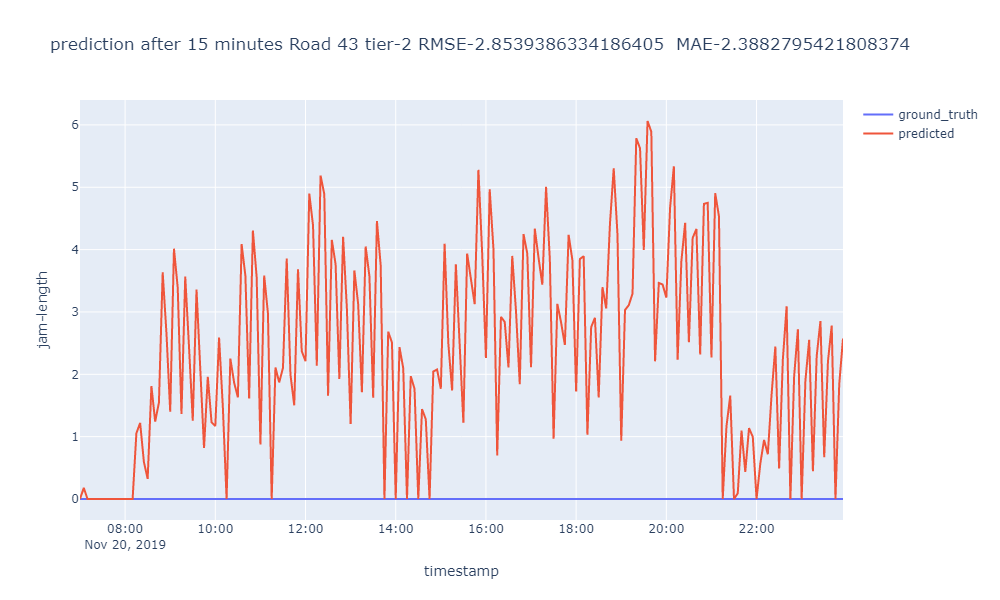 prediction after 15 minutes Road 43 tier-2 RMSE-2.8539386334186405  MAE-2.3882795421808374
ground_truth
predicted
6
5
4
3
2
1
0
jam-length
08:00 10:00 12:00 14:00 16:00 18:00 20:00 22:00
Nov 20, 2019
timestamp